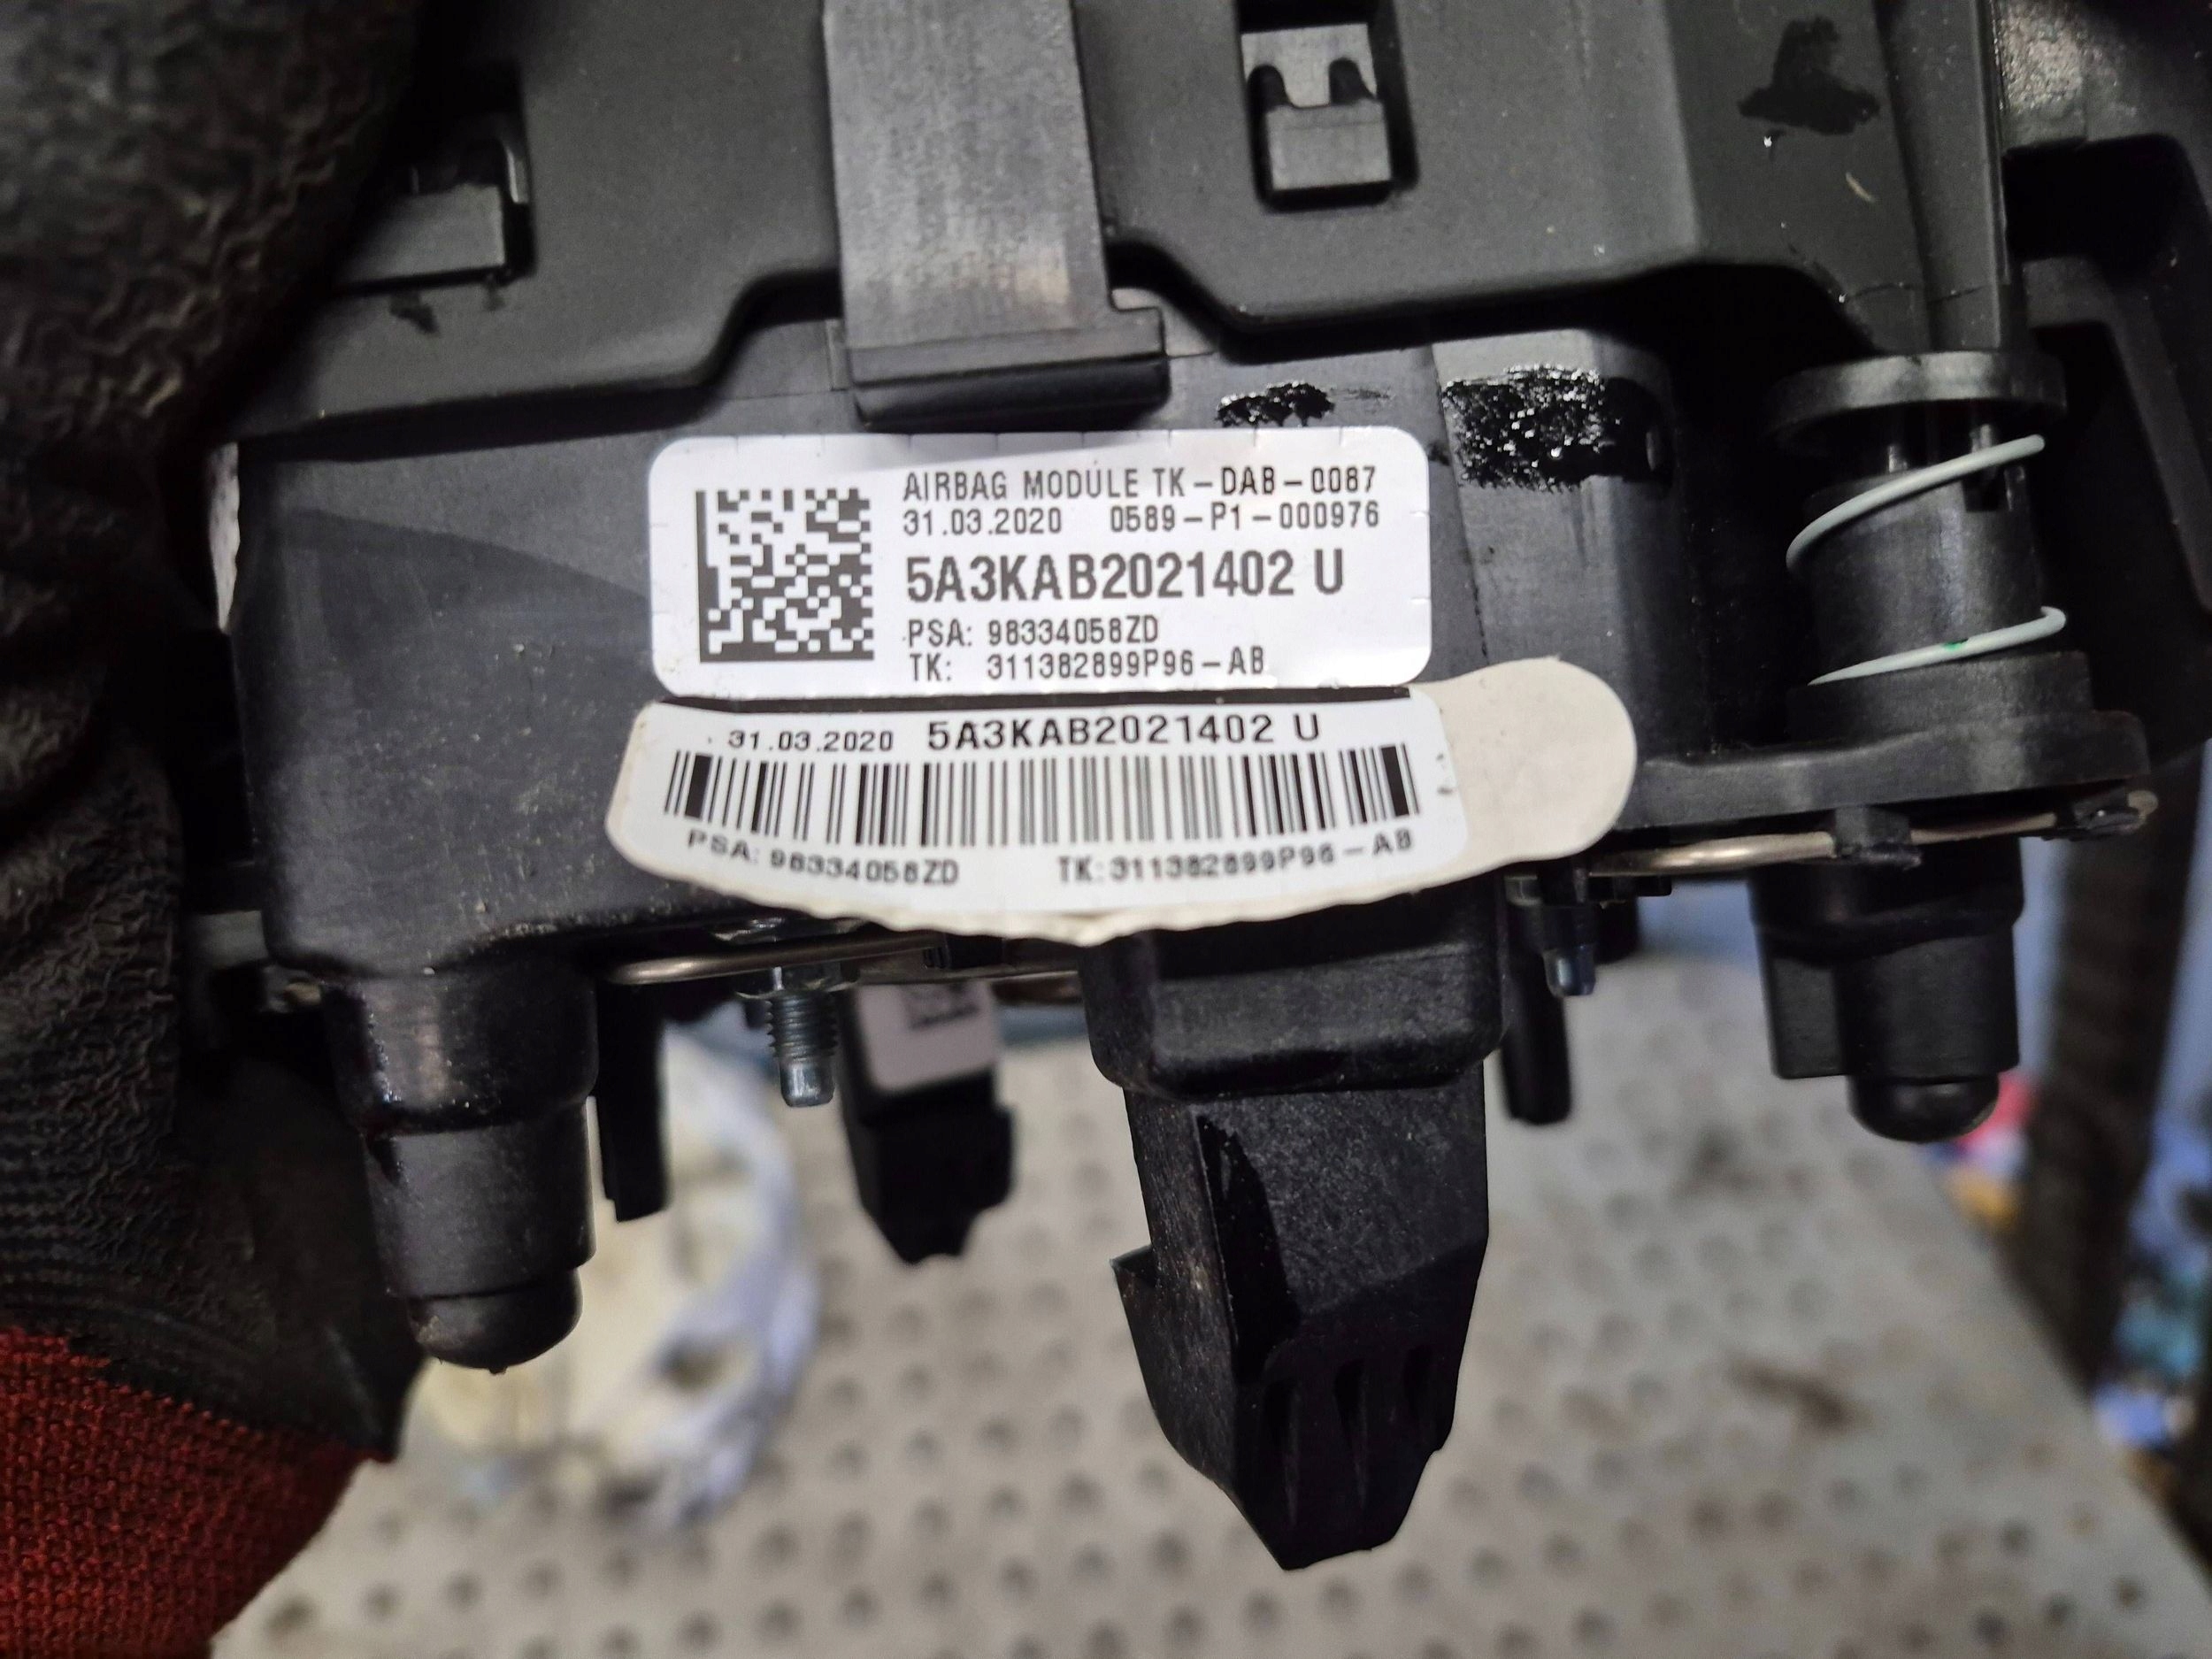 AIRBAG MODULE TK-DAB-0087
31.03.2020 0589-P1-000976
5A3KAB2021402 U
PSA: 98334058ZD
TK: 311382899P96-AB
31.03.2020 5A3KAB2021402 U
PSA: 98334058ZD TK: 311382899P96-AB